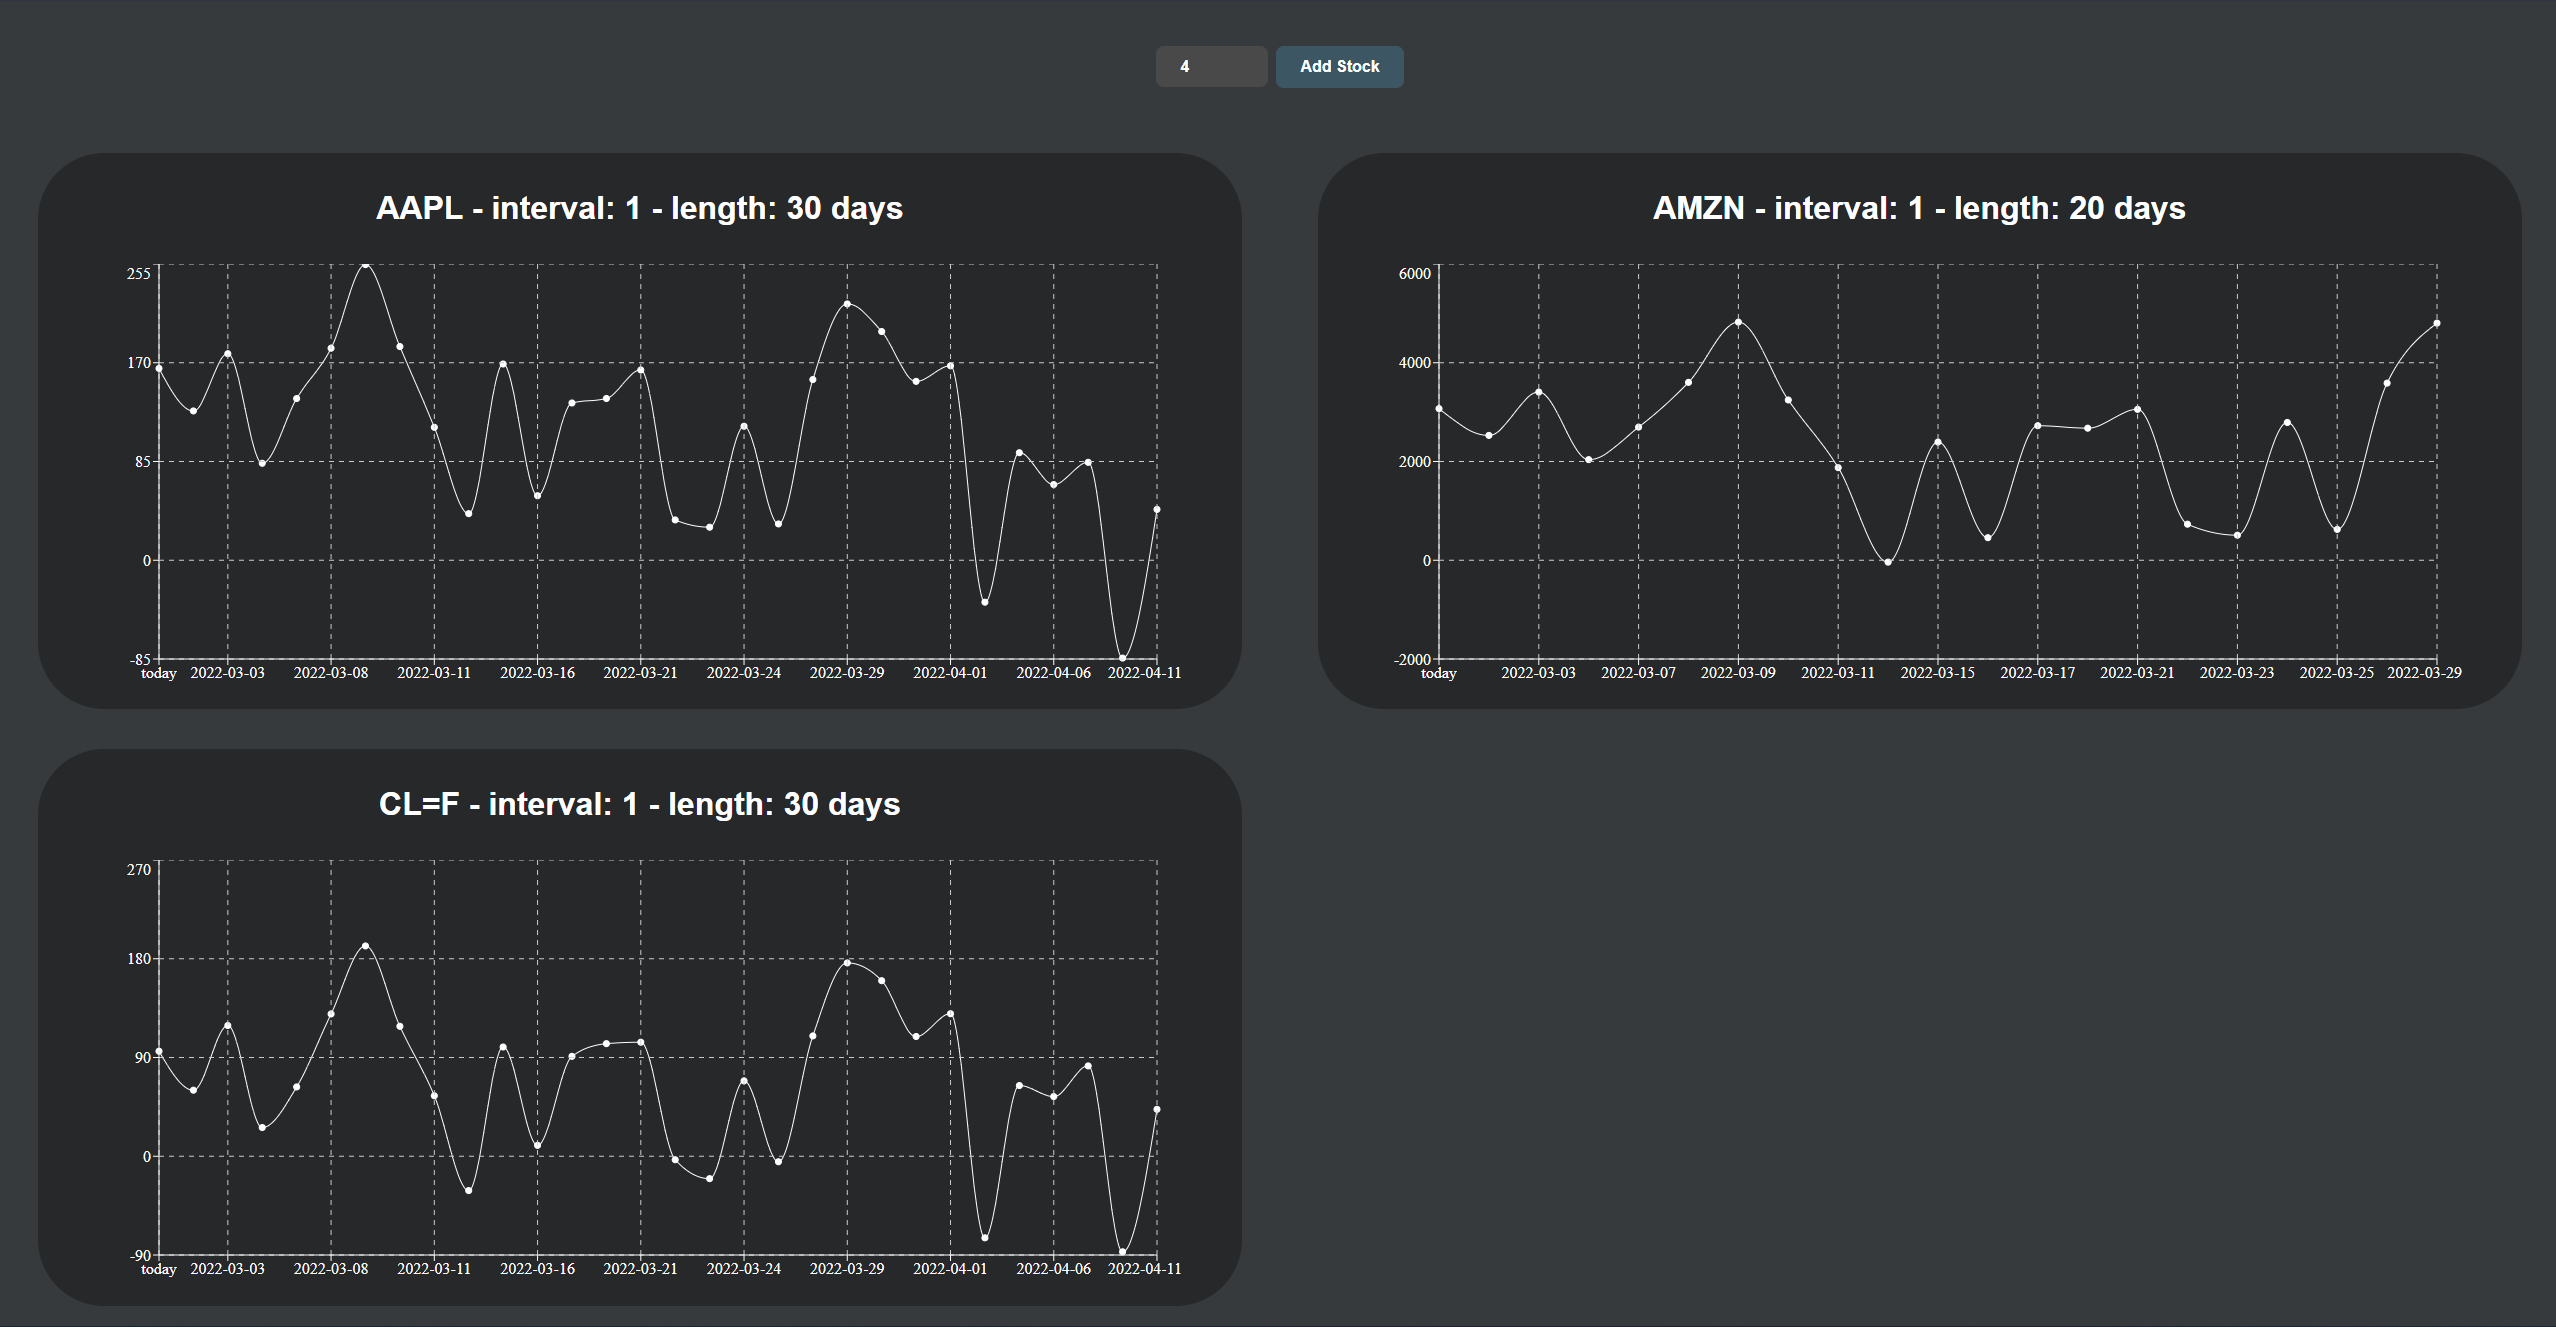 4 Add Stock
AAPL - interval: 1 - length: 30 days
255
170
85
0
-85
today 2022-03-03 2022-03-08 2022-03-11 2022-03-16 2022-03-21 2022-03-24 2022-03-29 2022-04-01 2022-04-06 2022-04-11
AMZN - interval: 1 - length: 20 days
6000
4000
2000
0
-2000
today 2022-03-03 2022-03-07 2022-03-09 2022-03-11 2022-03-15 2022-03-17 2022-03-21 2022-03-23 2022-03-25 2022-03-29
CL=F - interval: 1 - length: 30 days
270
180
90
0
-90
today 2022-03-03 2022-03-08 2022-03-11 2022-03-16 2022-03-21 2022-03-24 2022-03-29 2022-04-01 2022-04-06 2022-04-11